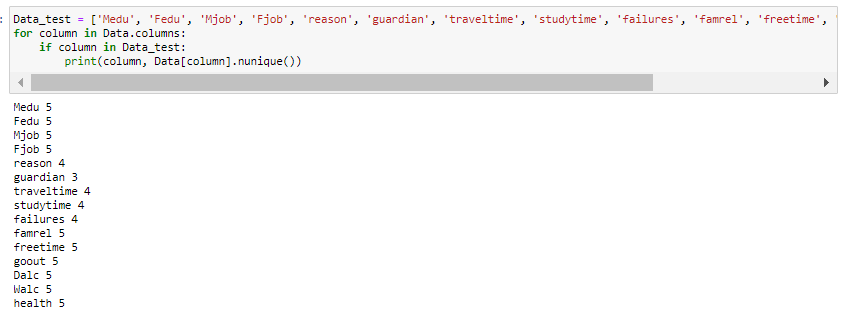 : Data_test = ['Medu', 'Fedu', 'Mjob', 'Fjob', 'reason', 'guardian', 'traveltime', 'studytime', 'failures', 'famrel', 'freetime', '
for column in Data.columns:
    if column in Data_test:
        print(column, Data[column].nunique())
Medu 5
Fedu 5
Mjob 5
Fjob 5
reason 4
guardian 3
traveltime 4
studytime 4
failures 4
famrel 5
freetime 5
goout 5
Dalc 5
Walc 5
health 5